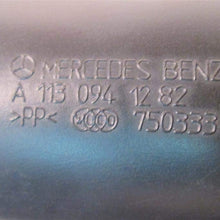 MERCEDES BENZ
A 113 094 12 82
>PP< 750333